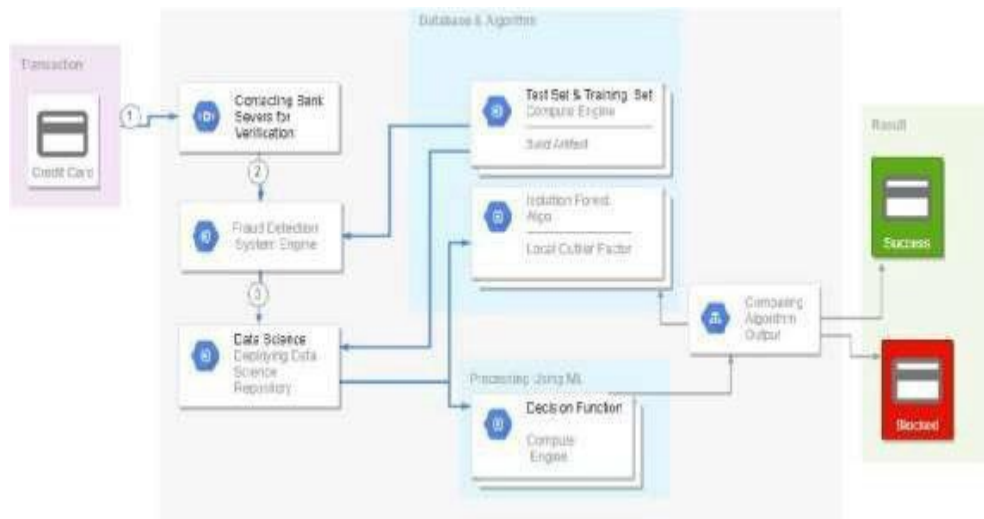 Database & Algorithm
Transaction
Credit Card
1
Contacting Bank
Severs for
Verification
2
Fraud Detection
System Engine
3
Data Science
Deploying Data
Science
Repository
Test Set & Training Set
Compute Engine
Isolation Forest
Algo
Local Outlier Factor
Processing Using ML
Decision Function
Compute
Engine
Comparing
Algorithm
Output
Result
Success
Blocked